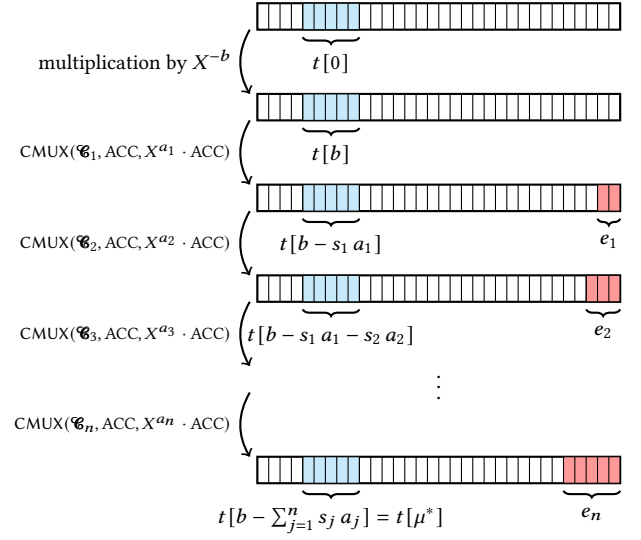 t[0]
multiplication by X^{-b}
t[b]
CMUX(𝒞_1, ACC, X^{a_1} · ACC)
t[b − s_1 a_1]
e_1
CMUX(𝒞_2, ACC, X^{a_2} · ACC)
t[b − s_1 a_1 − s_2 a_2]
e_2
CMUX(𝒞_3, ACC, X^{a_3} · ACC)
⋮
CMUX(𝒞_n, ACC, X^{a_n} · ACC)
t[b − ∑_{j=1}^{n} s_j a_j] = t[μ^*]
e_n